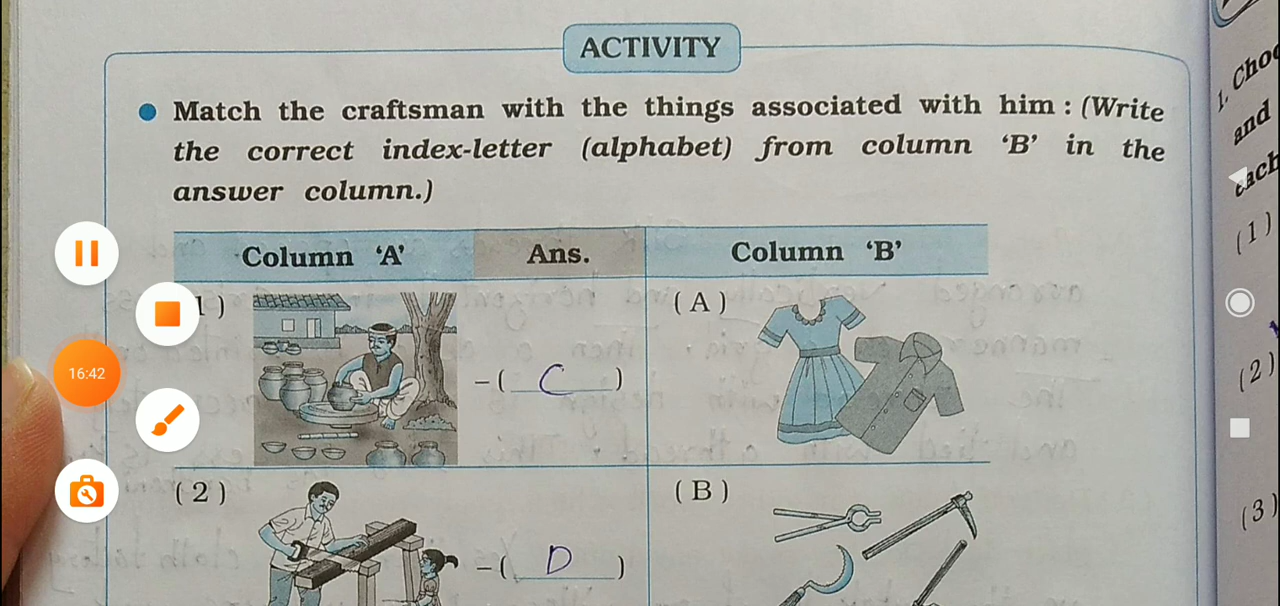 ACTIVITY
• Match the craftsman with the things associated with him : (Write
the correct index-letter (alphabet) from column ‘B’ in the
answer column.)
Column ‘A’ Ans. Column ‘B’
1) –( C ) (A)
(2) –( D ) (B)
16:42
1. Choo
and
each
(1)
(2)
(3)